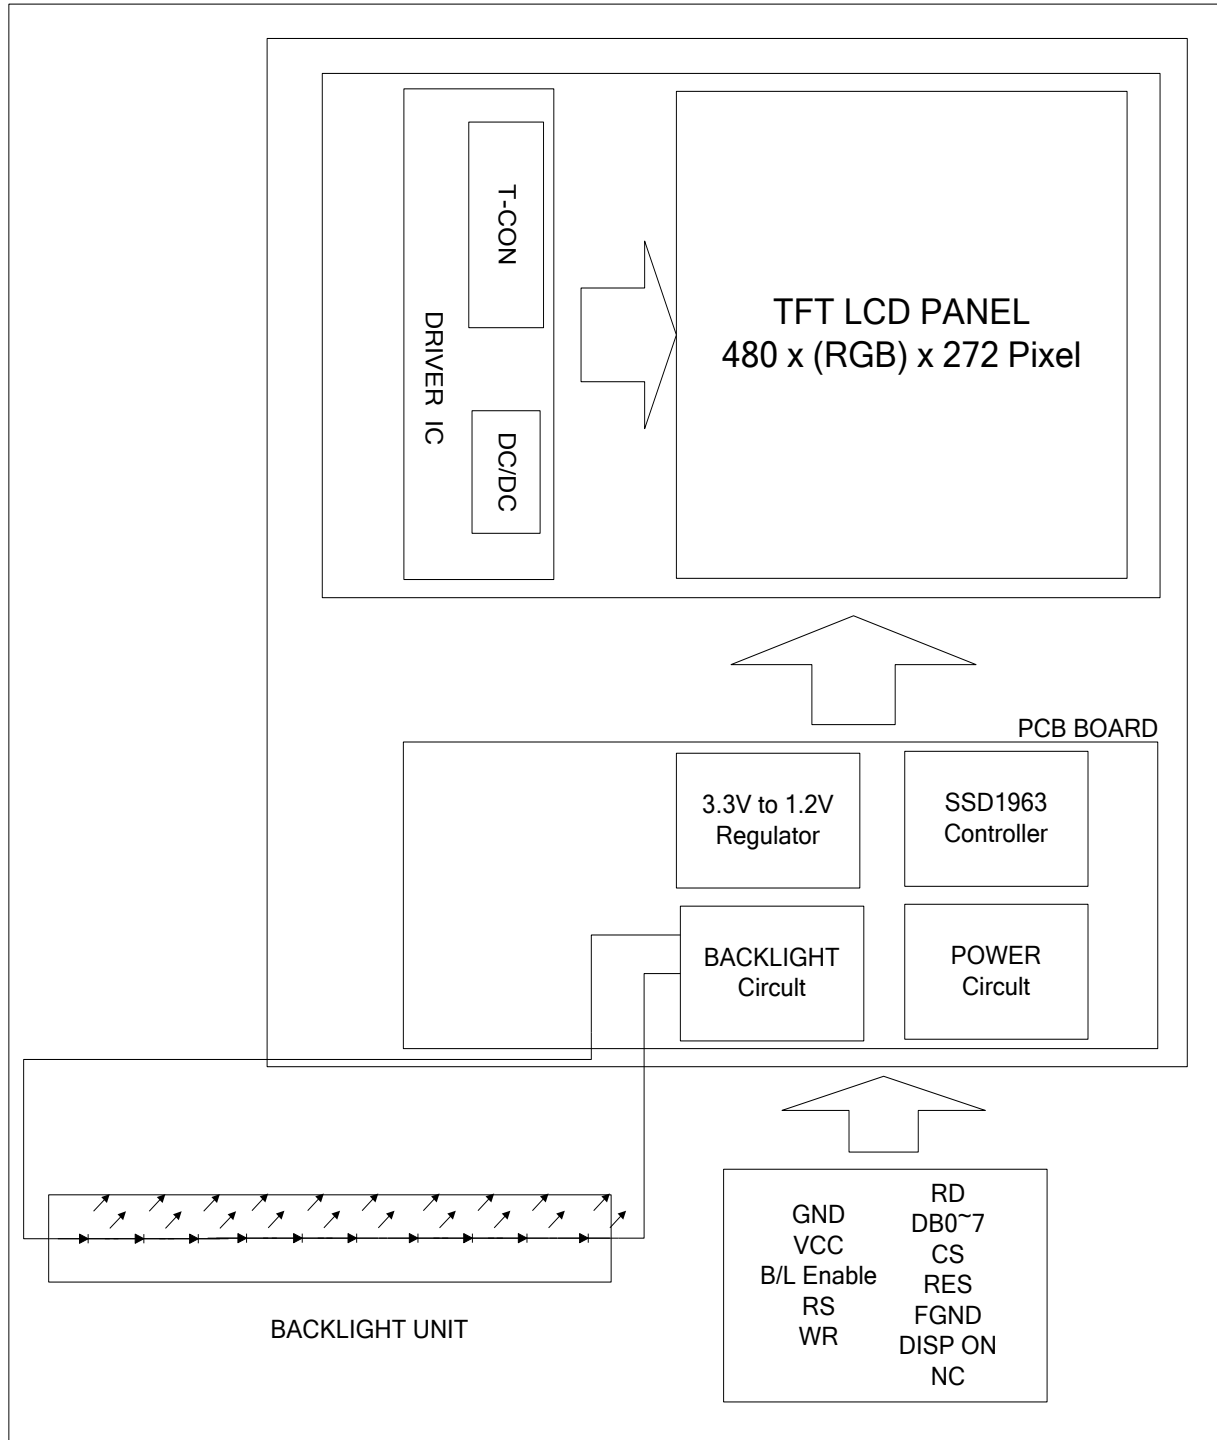 T-CON
DRIVER IC
DC/DC
TFT LCD PANEL
480 x (RGB) x 272 Pixel
PCB BOARD
3.3V to 1.2V
Regulator
SSD1963
Controller
BACKLIGHT
Circult
POWER
Circult
GND
VCC
B/L Enable
RS
WR
RD
DB0~7
CS
RES
FGND
DISP ON
NC
BACKLIGHT UNIT